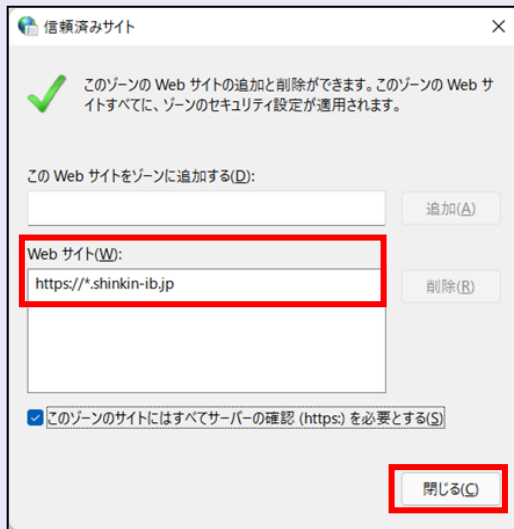 信頼済みサイト
このゾーンの Web サイトの追加と削除ができます。このゾーンの Web サ
イトすべてに、ゾーンのセキュリティ設定が適用されます。
この Web サイトをゾーンに追加する(D):
追加(A)
Web サイト(W):
https://*.shinkin-ib.jp
削除(R)
このゾーンのサイトにはすべてサーバーの確認 (https:) を必要とする(S)
閉じる(C)